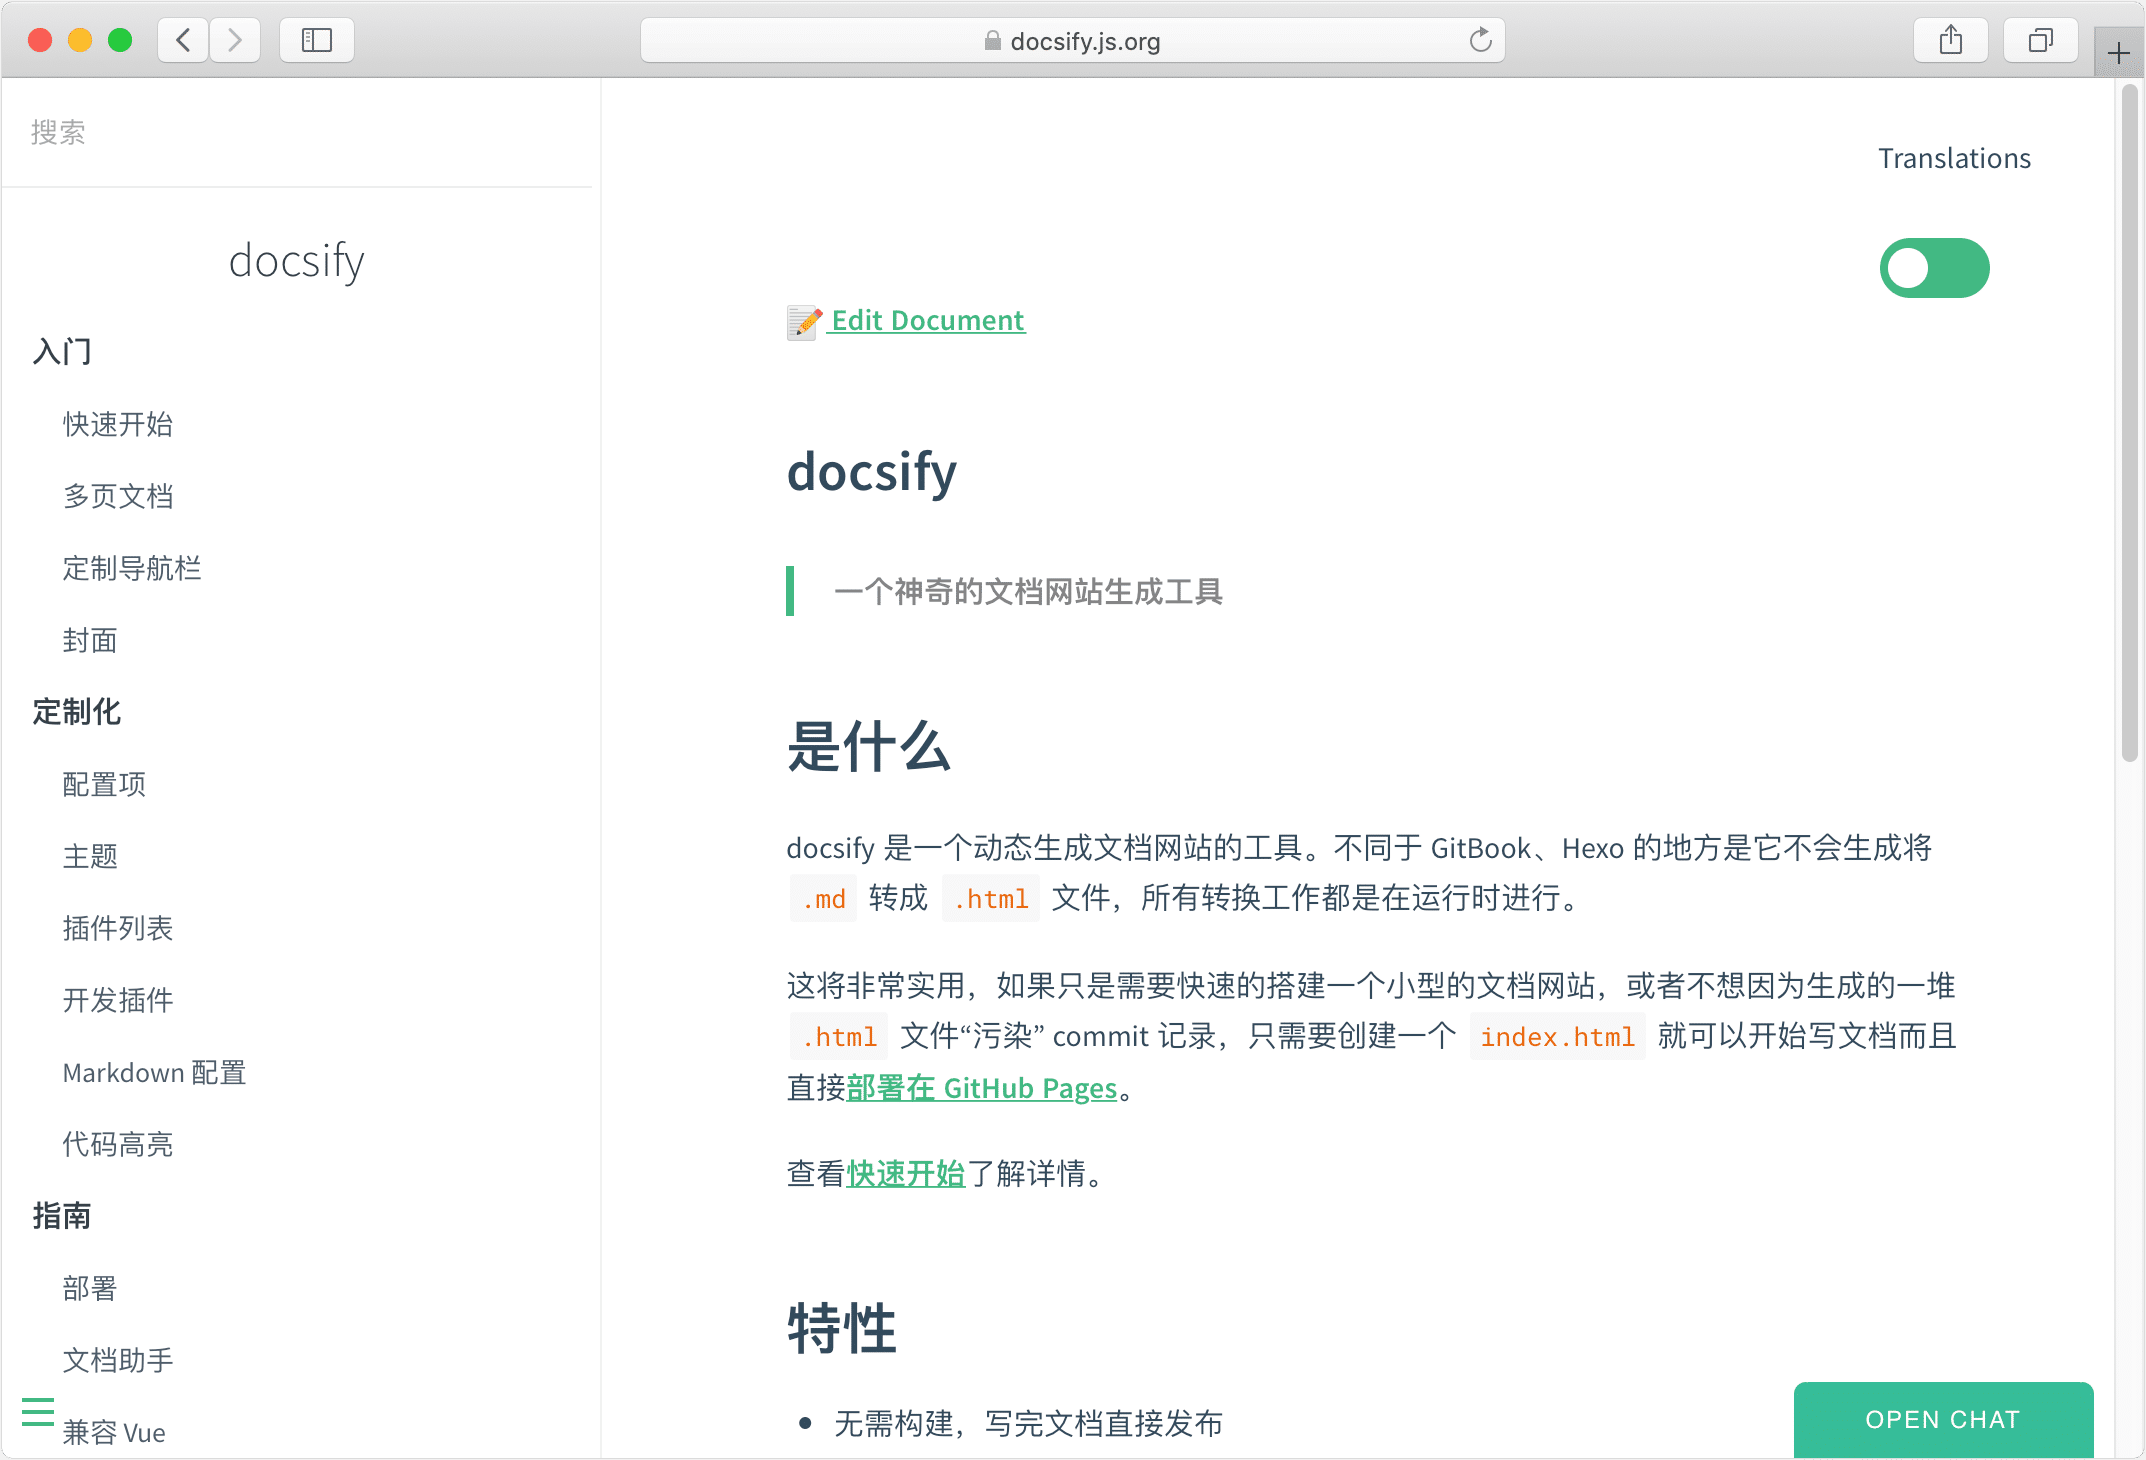 docsify.js.org
搜索
docsify
入门
快速开始
多页文档
定制导航栏
封面
定制化
配置项
主题
插件列表
开发插件
Markdown 配置
代码高亮
指南
部署
文档助手
兼容 Vue
Translations
Edit Document
docsify
一个神奇的文档网站生成工具
是什么
docsify 是一个动态生成文档网站的工具。不同于 GitBook、Hexo 的地方是它不会生成将
.md 转成 .html 文件，所有转换工作都是在运行时进行。
这将非常实用，如果只是需要快速的搭建一个小型的文档网站，或者不想因为生成的一堆
.html 文件“污染” commit 记录，只需要创建一个 index.html 就可以开始写文档而且
直接部署在 GitHub Pages。
查看快速开始了解详情。
特性
• 无需构建，写完文档直接发布
OPEN CHAT